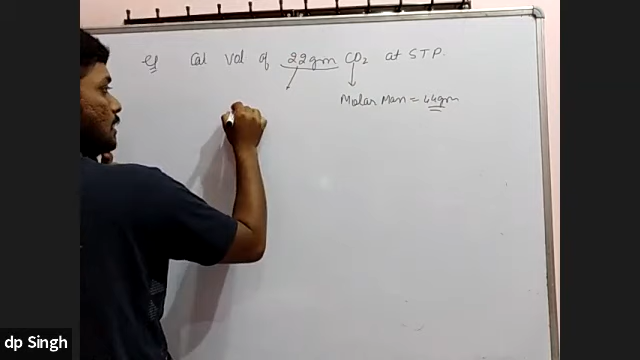 eg Cal Vol of 22gm CO₂ at STP.
Molar Mass = 44gm
dp Singh